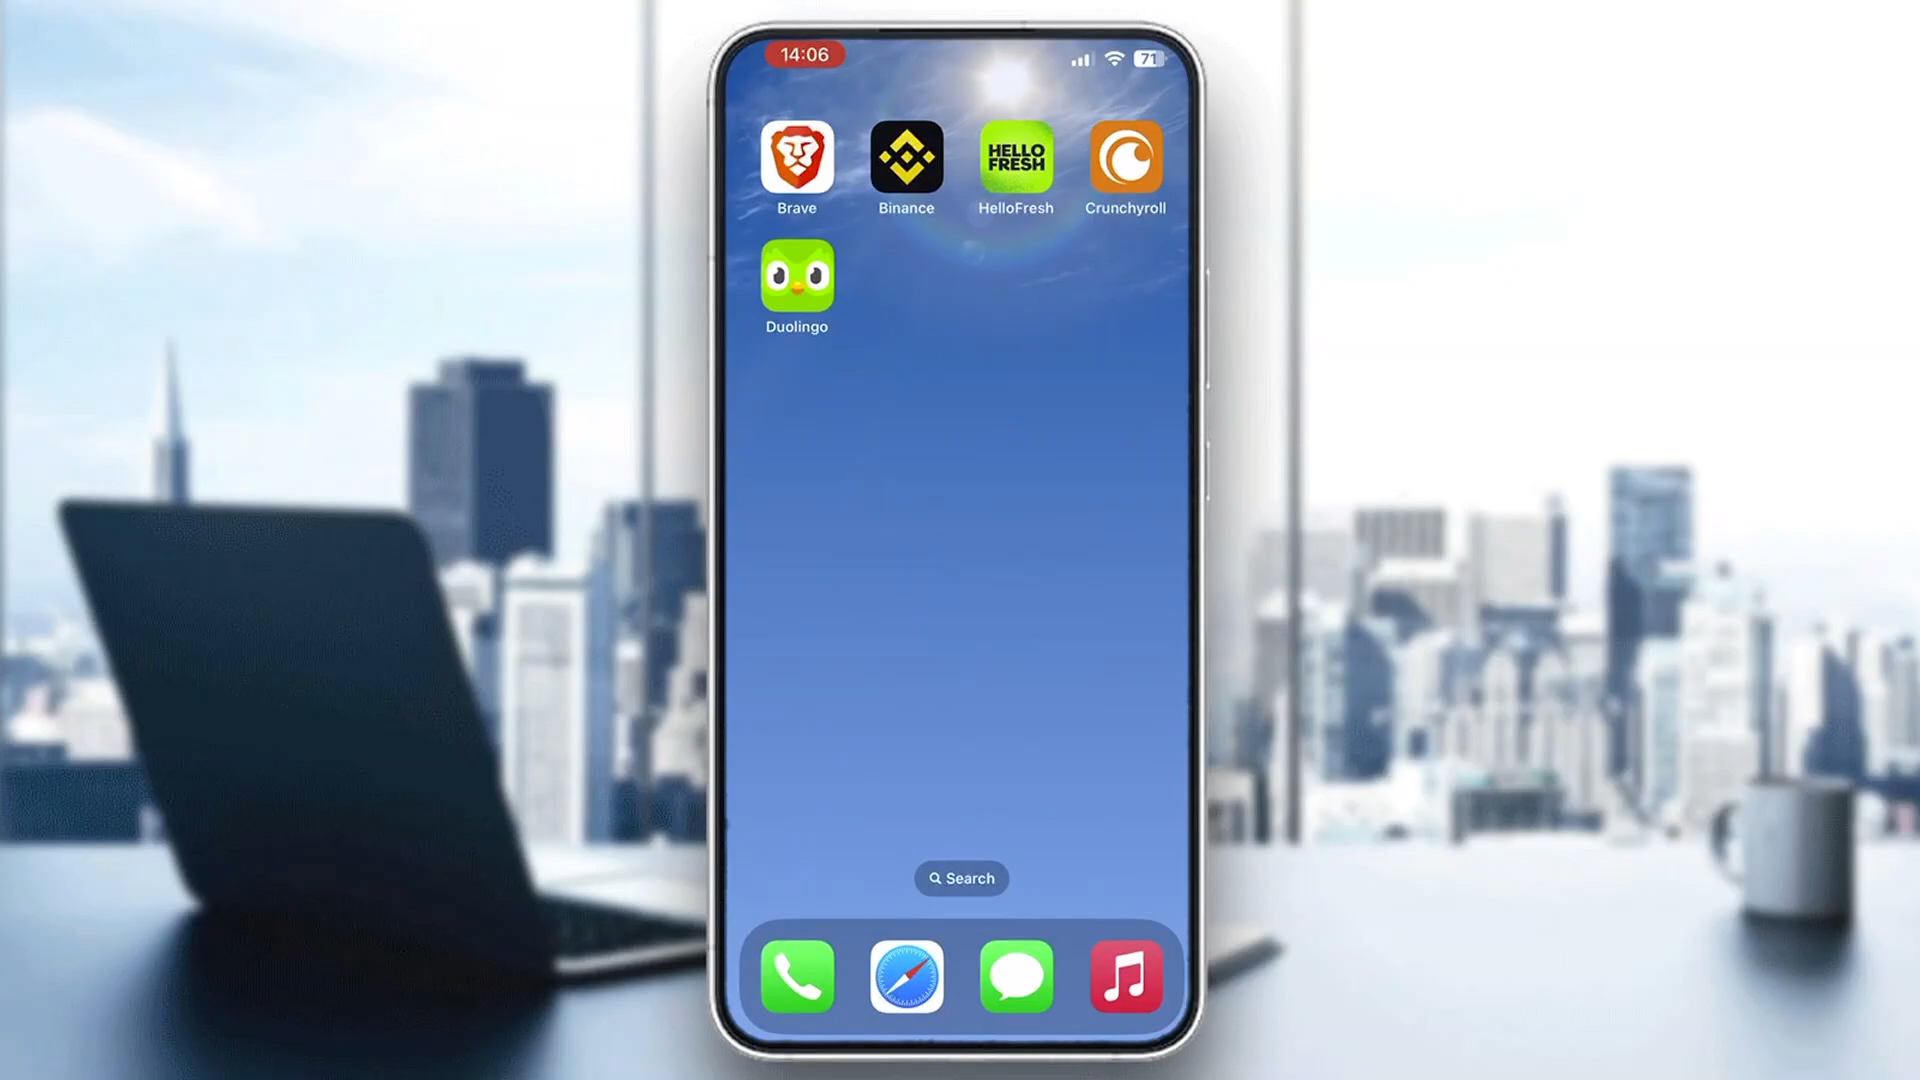 14:06
71
HELLO
FRESH
Brave
Binance
HelloFresh
Crunchyroll
Duolingo
Search